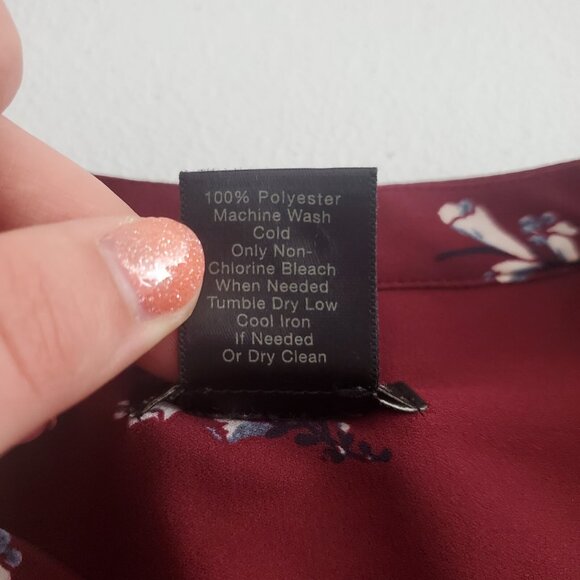 100% Polyester
Machine Wash
Cold
Only Non-
Chlorine Bleach
When Needed
Tumble Dry Low
Cool Iron
If Needed
Or Dry Clean